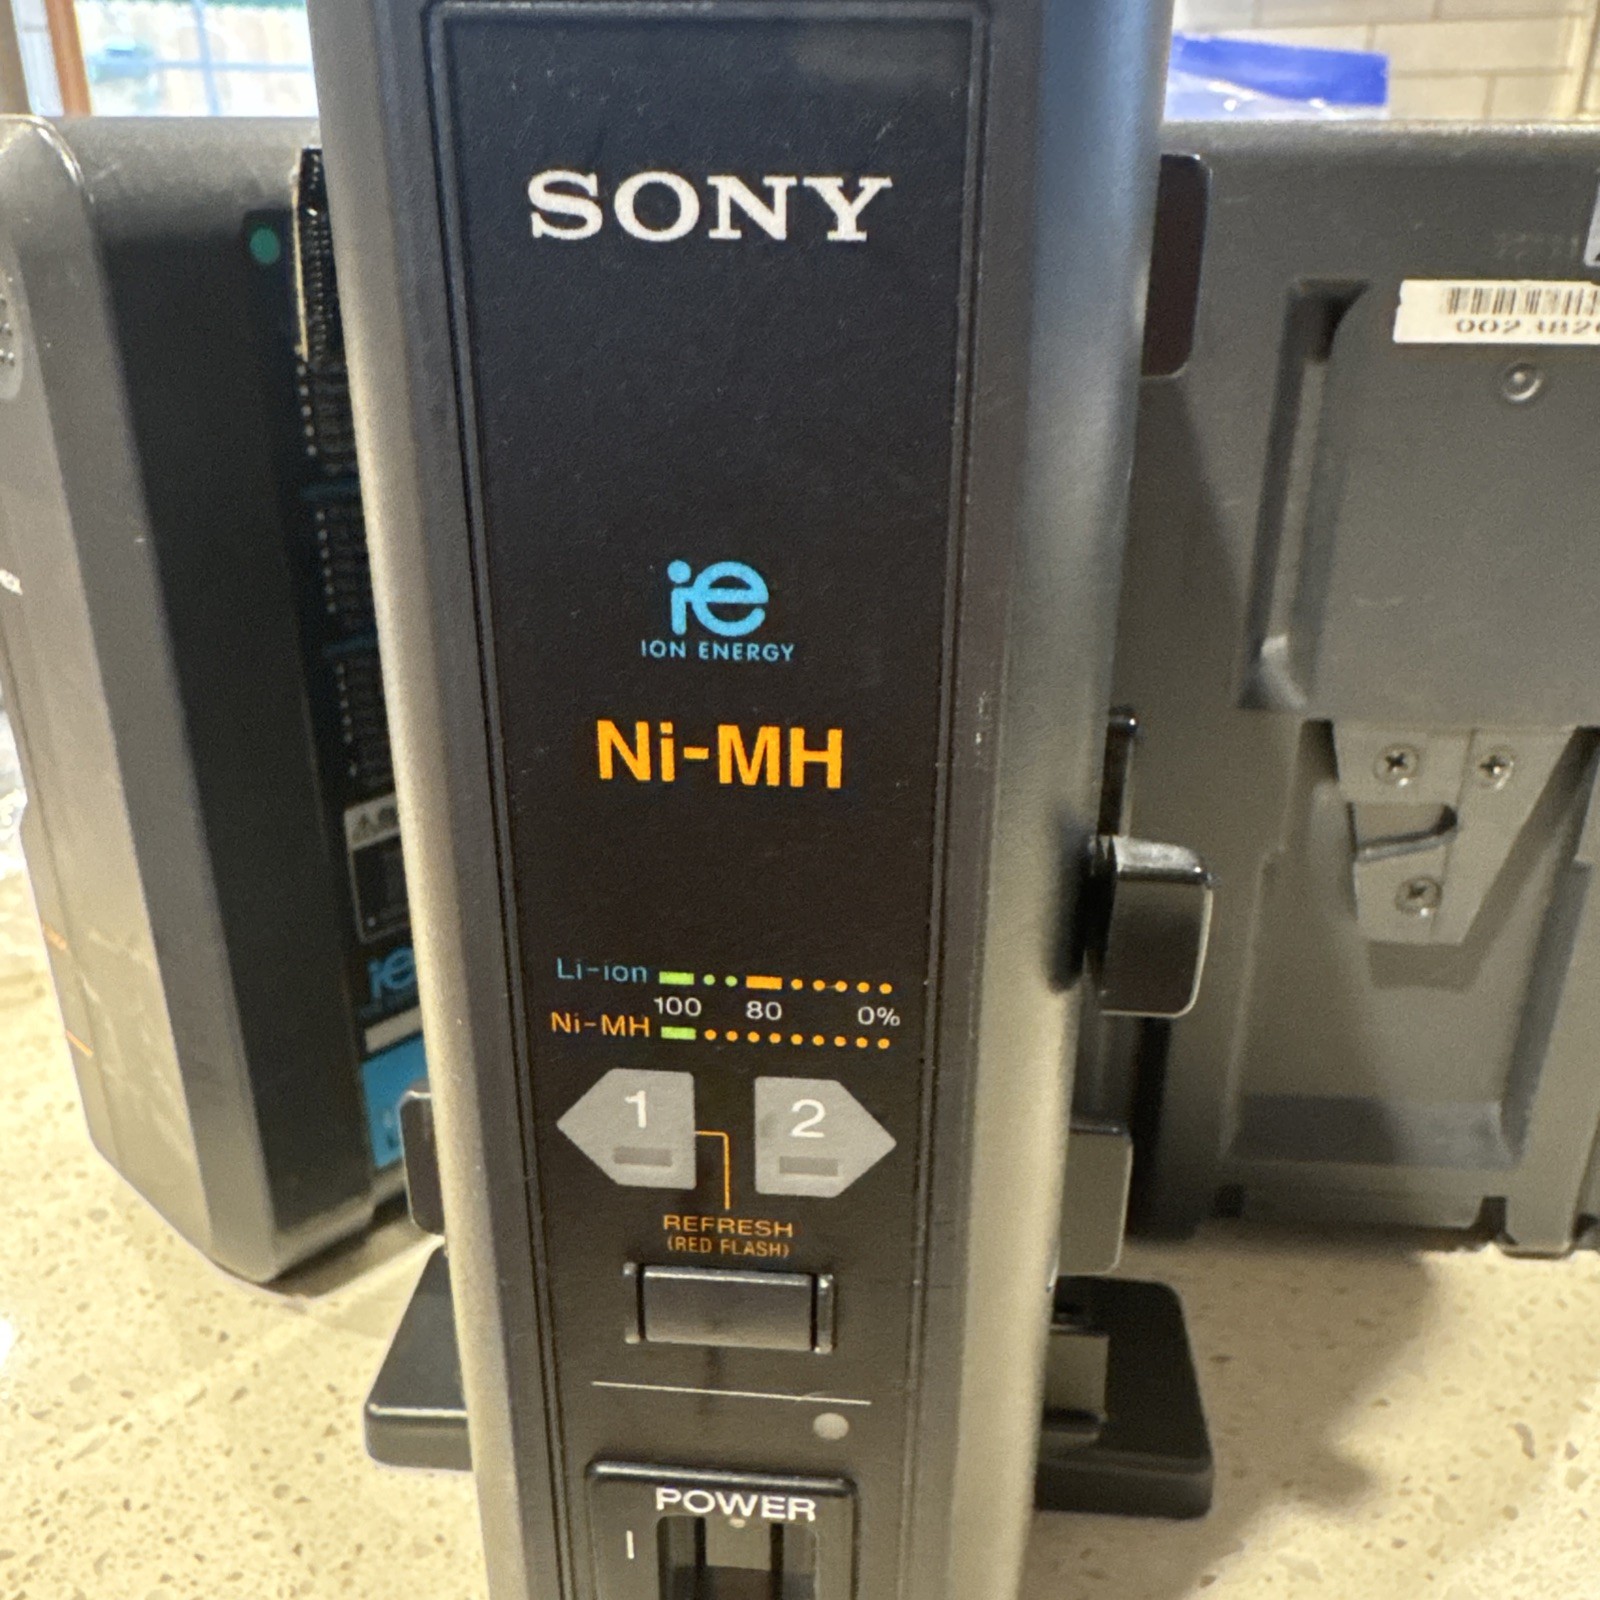 SONY
ie
ION ENERGY
Ni-MH
Li-ion
100 80 0%
Ni-MH
1 2
REFRESH
(RED FLASH)
POWER
I
ie